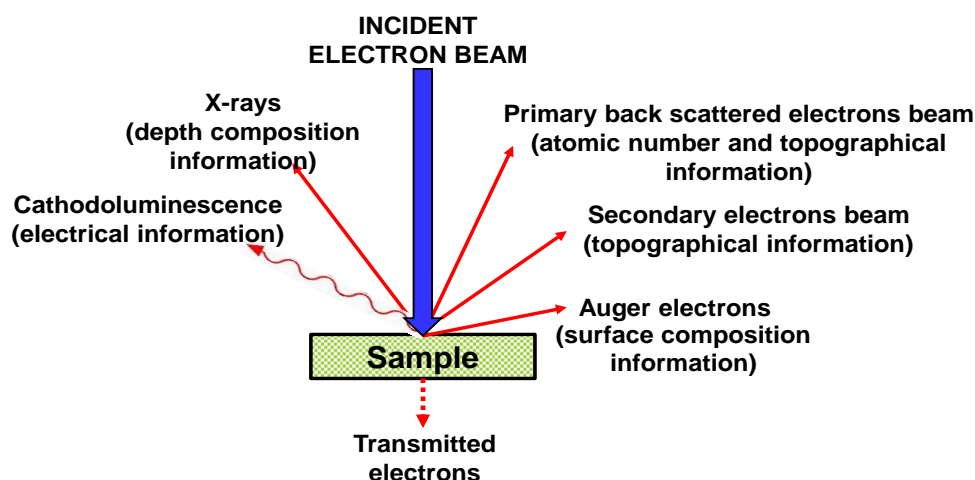 INCIDENT
ELECTRON BEAM
X-rays
(depth composition
information)
Cathodoluminescence
(electrical information)
Primary back scattered electrons beam
(atomic number and topographical
information)
Secondary electrons beam
(topographical information)
Auger electrons
(surface composition
information)
Sample
Transmitted
electrons